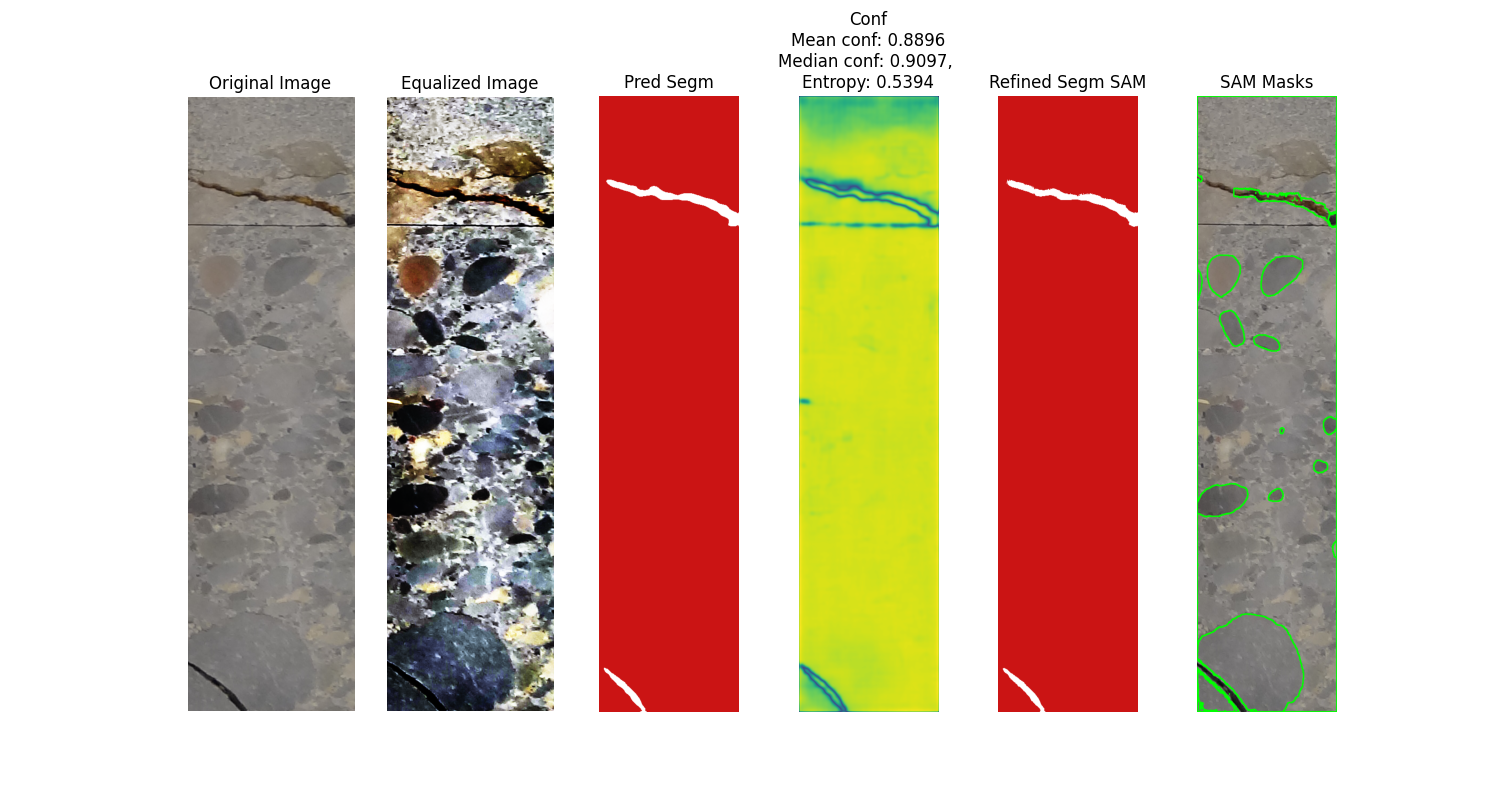 Original Image
Equalized Image
Pred Segm
Conf
Mean conf: 0.8896
Median conf: 0.9097,
Entropy: 0.5394
Refined Segm SAM
SAM Masks